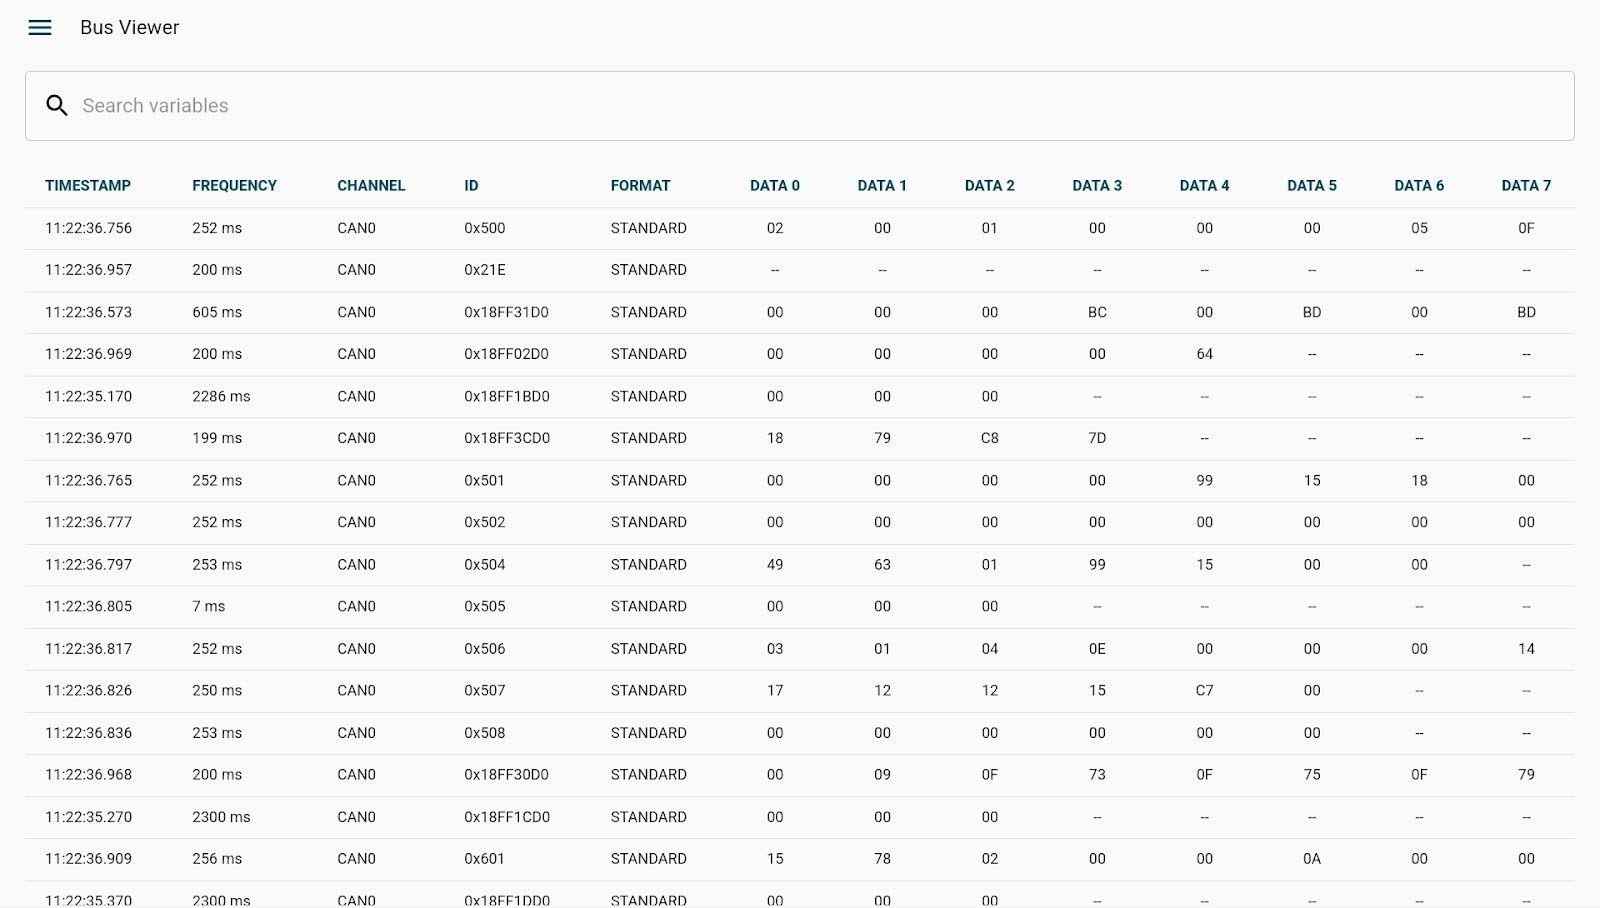 Bus Viewer
Search variables
TIMESTAMP FREQUENCY CHANNEL ID FORMAT DATA 0 DATA 1 DATA 2 DATA 3 DATA 4 DATA 5 DATA 6 DATA 7
11:22:36.756 252 ms CAN0 0x500 STANDARD 02 00 01 00 00 00 05 0F
11:22:36.957 200 ms CAN0 0x21E STANDARD -- -- -- -- -- -- -- --
11:22:36.573 605 ms CAN0 0x18FF31D0 STANDARD 00 00 00 BC 00 BD 00 BD
11:22:36.969 200 ms CAN0 0x18FF02D0 STANDARD 00 00 00 00 64 -- -- --
11:22:35.170 2286 ms CAN0 0x18FF1BD0 STANDARD 00 00 00 -- -- -- -- --
11:22:36.970 199 ms CAN0 0x18FF3CD0 STANDARD 18 79 C8 7D -- -- -- --
11:22:36.765 252 ms CAN0 0x501 STANDARD 00 00 00 00 99 15 18 00
11:22:36.777 252 ms CAN0 0x502 STANDARD 00 00 00 00 00 00 00 00
11:22:36.797 253 ms CAN0 0x504 STANDARD 49 63 01 99 15 00 00 --
11:22:36.805 7 ms CAN0 0x505 STANDARD 00 00 00 -- -- -- -- --
11:22:36.817 252 ms CAN0 0x506 STANDARD 03 01 04 0E 00 00 00 14
11:22:36.826 250 ms CAN0 0x507 STANDARD 17 12 12 15 C7 00 -- --
11:22:36.836 253 ms CAN0 0x508 STANDARD 00 00 00 00 00 00 -- --
11:22:36.968 200 ms CAN0 0x18FF30D0 STANDARD 00 09 0F 73 0F 75 0F 79
11:22:35.270 2300 ms CAN0 0x18FF1CD0 STANDARD 00 00 00 -- -- -- -- --
11:22:36.909 256 ms CAN0 0x601 STANDARD 15 78 02 00 00 0A 00 00
11:22:35.370 2300 ms CAN0 0x18FF1DD0 STANDARD 00 00 00 -- -- -- -- --